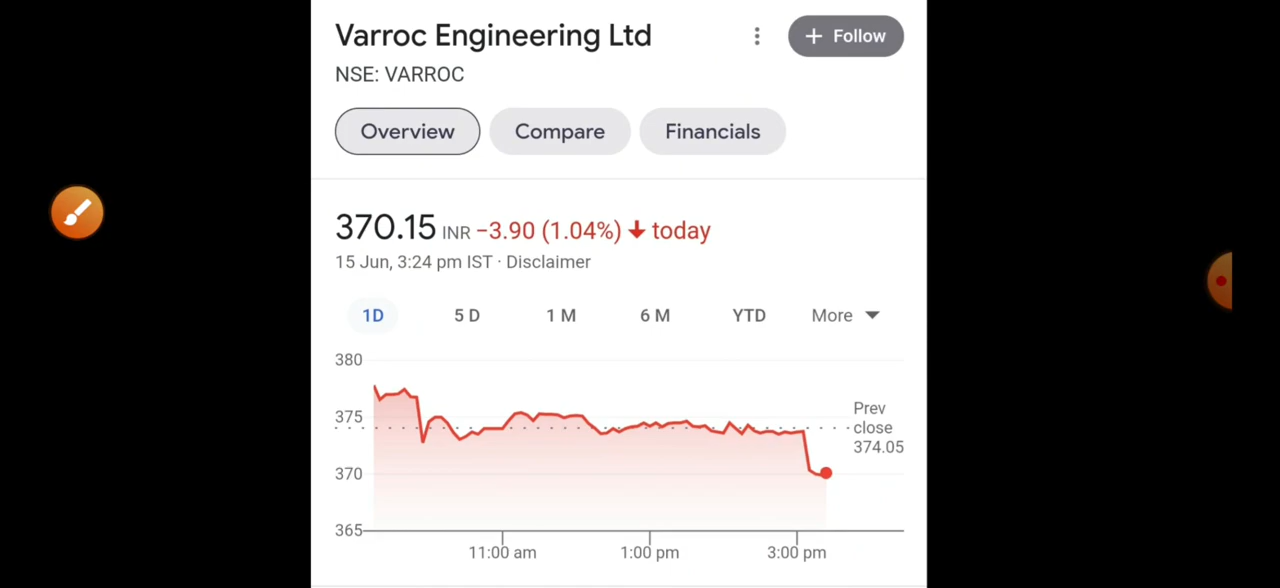 Varroc Engineering Ltd
+ Follow
NSE: VARROC
Overview Compare Financials
370.15 INR −3.90 (1.04%) ↓ today
15 Jun, 3:24 pm IST · Disclaimer
1D 5 D 1 M 6 M YTD More
380
375
370
365
Prev
close
374.05
11:00 am 1:00 pm 3:00 pm